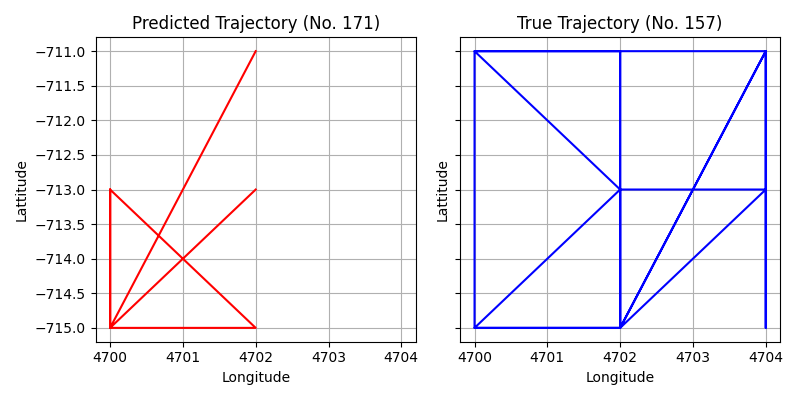 Predicted Trajectory (No. 171)
−711.0
−711.5
−712.0
−712.5
−713.0
−713.5
−714.0
−714.5
−715.0
Lattitude
4700 4701 4702 4703 4704
Longitude
True Trajectory (No. 157)
Lattitude
4700 4701 4702 4703 4704
Longitude